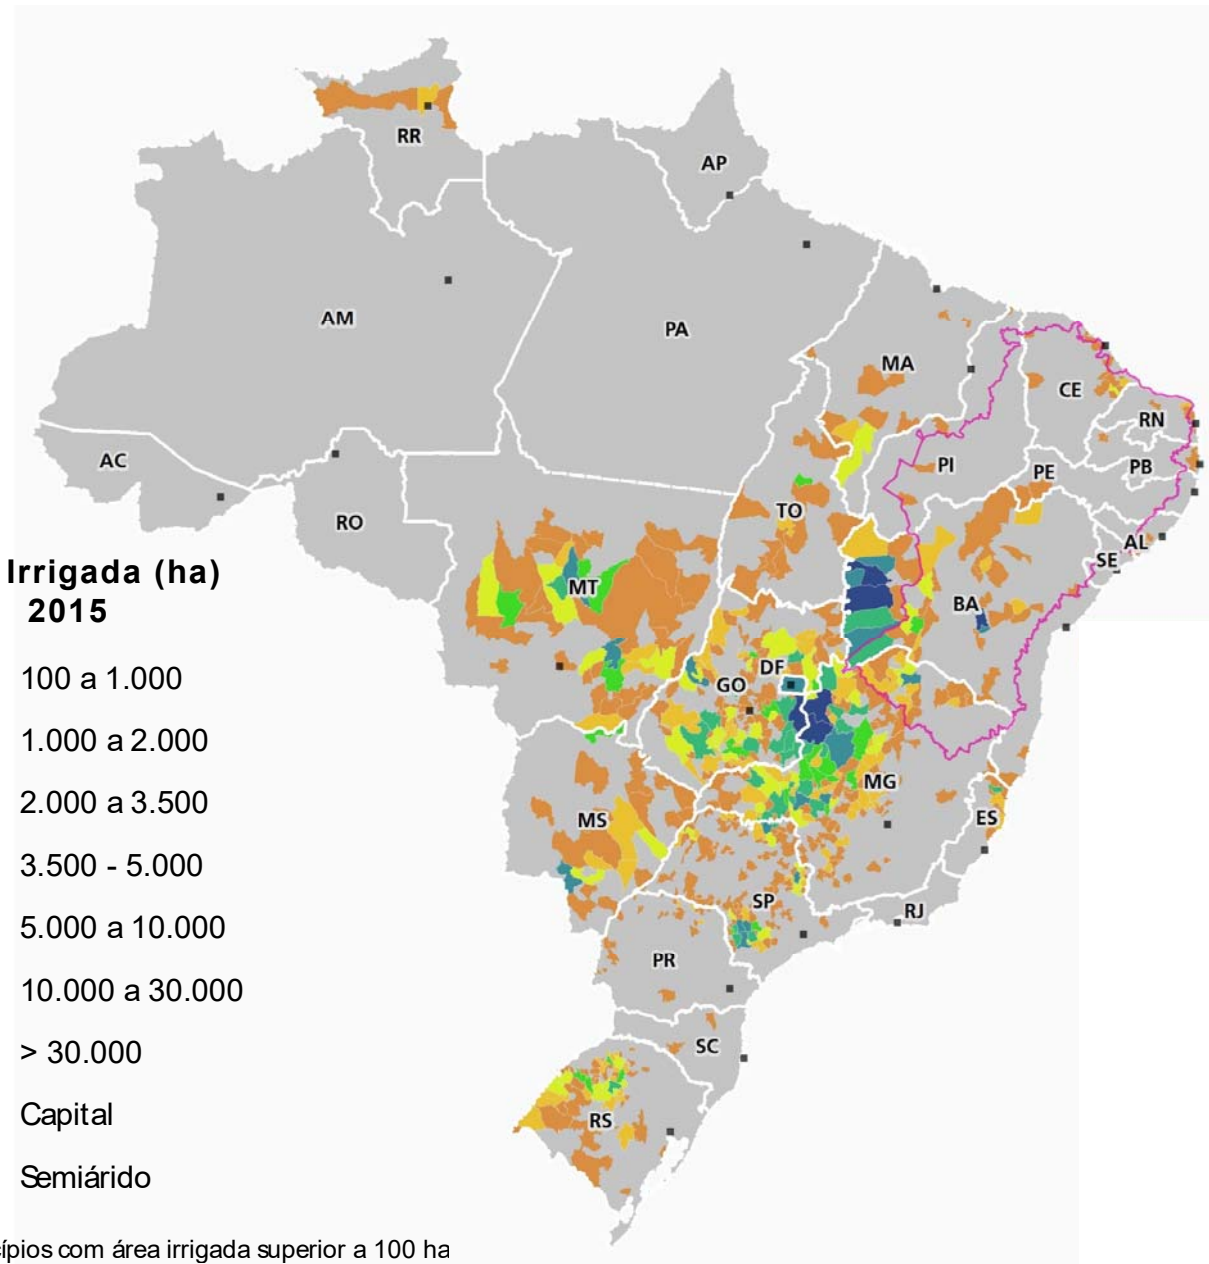 RR
AP
AM
PA
MA
CE
RN
PB
PI
PE
AC
RO
TO
AL
SE
Irrigada (ha)
2015
MT
BA
DF
GO
100 a 1.000
1.000 a 2.000
2.000 a 3.500
3.500 - 5.000
5.000 a 10.000
10.000 a 30.000
> 30.000
Capital
Semiárido
MG
MS
ES
SP
RJ
PR
SC
RS
cípios com área irrigada superior a 100 ha